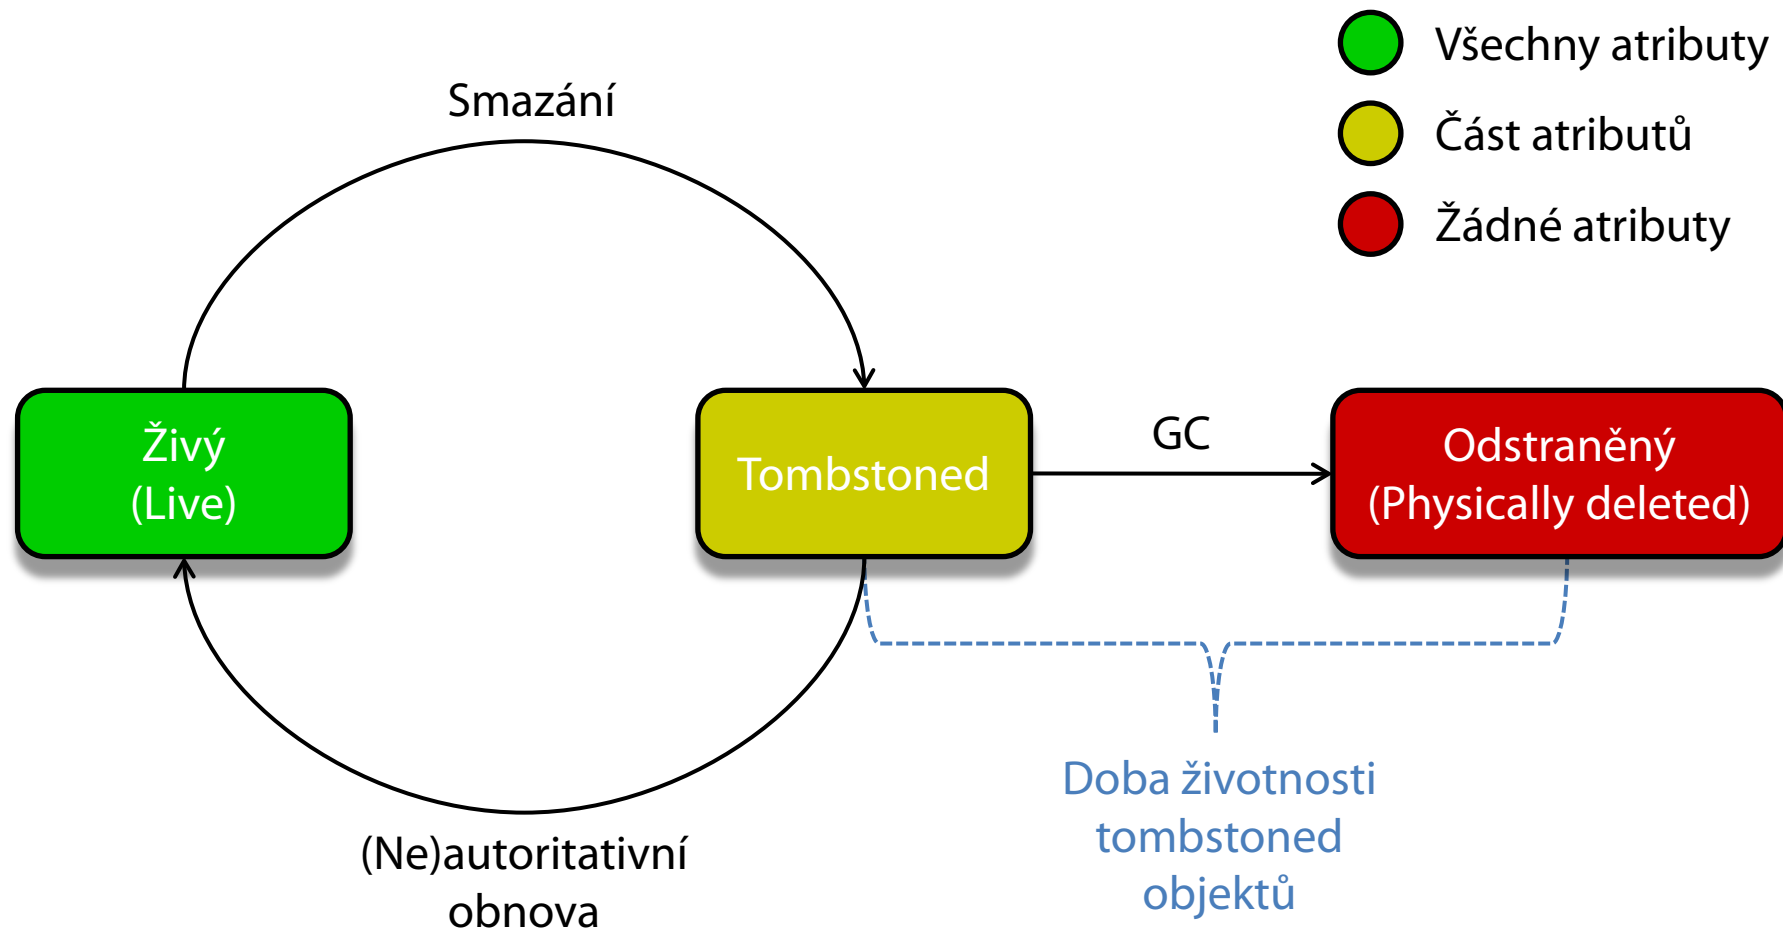 Všechny atributy
Část atributů
Žádné atributy
Smazání
Živý
(Live)
Tombstoned
GC
Odstraněný
(Physically deleted)
Doba životnosti
tombstoned
objektů
(Ne)autoritativní
obnova